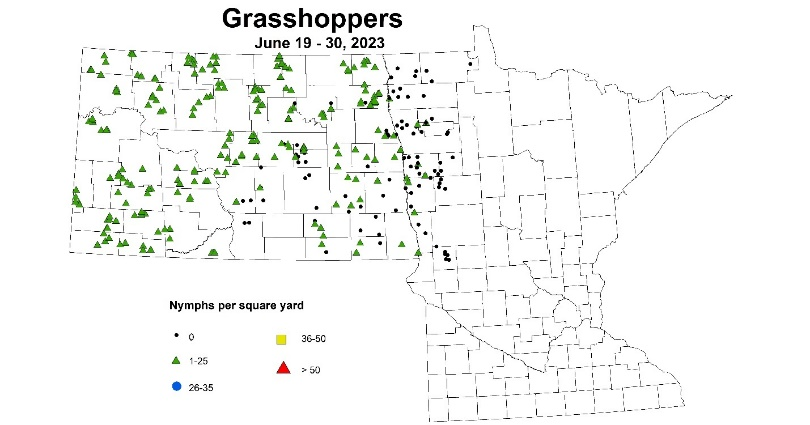 Grasshoppers
June 19 - 30, 2023
Nymphs per square yard
0
1-25
26-35
36-50
> 50